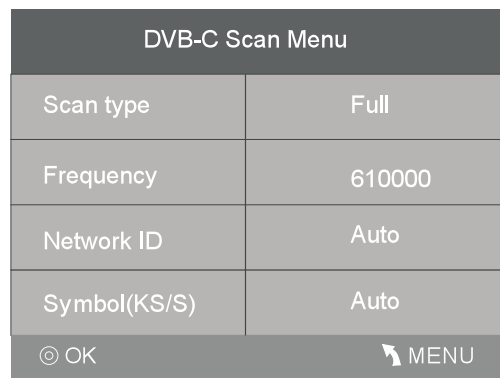 DVB-C Scan Menu
Scan type Full
Frequency 610000
Network ID Auto
Symbol(KS/S) Auto
OK MENU